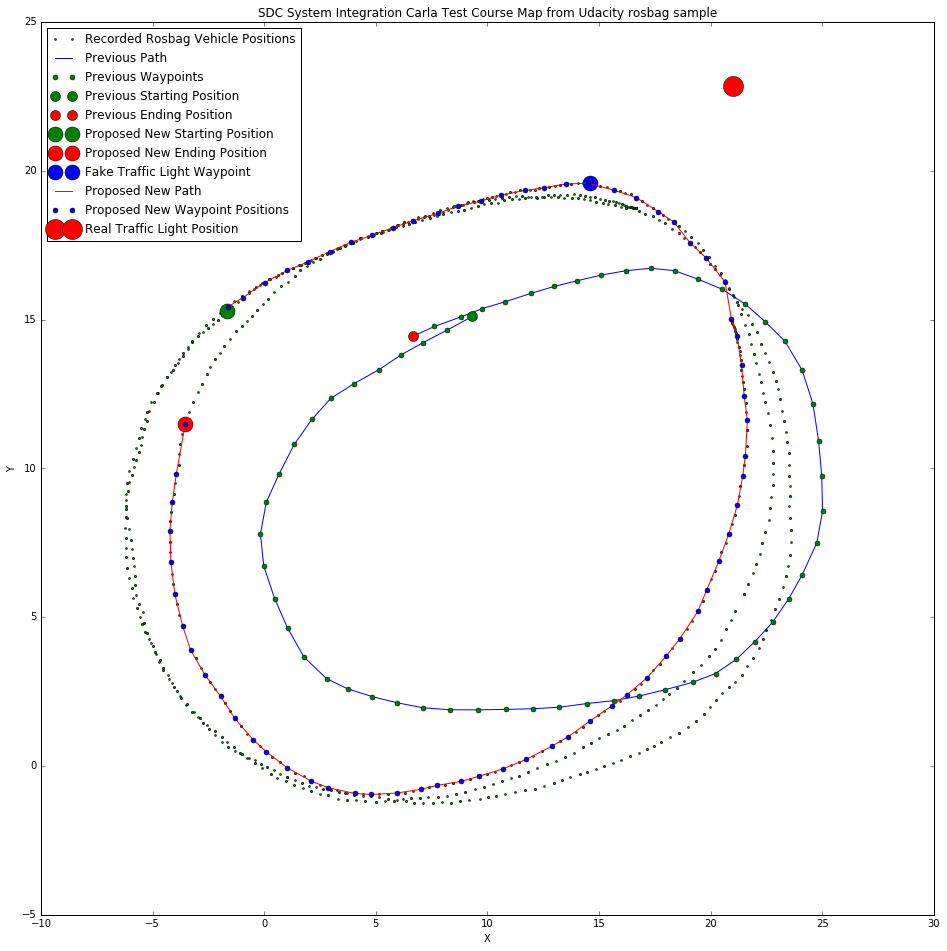 SDC System Integration Carla Test Course Map from Udacity rosbag sample
25
Recorded Rosbag Vehicle Positions
Previous Path
Previous Waypoints
Previous Starting Position
Previous Ending Position
Proposed New Starting Position
Proposed New Ending Position
Fake Traffic Light Waypoint
Proposed New Path
Proposed New Waypoint Positions
Real Traffic Light Position
20
15
10
Y
5
0
−5
−10 −5 0 5 10 15 20 25 30
X